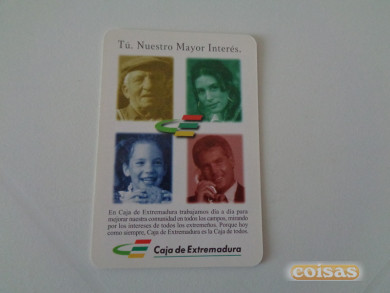 Tú. Nuestro Mayor Interés.
En Caja de Extremadura trabajamos día a día para
mejorar nuestra comunidad en todos los campos, mirando
por los intereses de todos los extremeños. Porque hoy
como siempre, Caja de Extremadura es la Caja de todos.
Caja de Extremadura
coisas